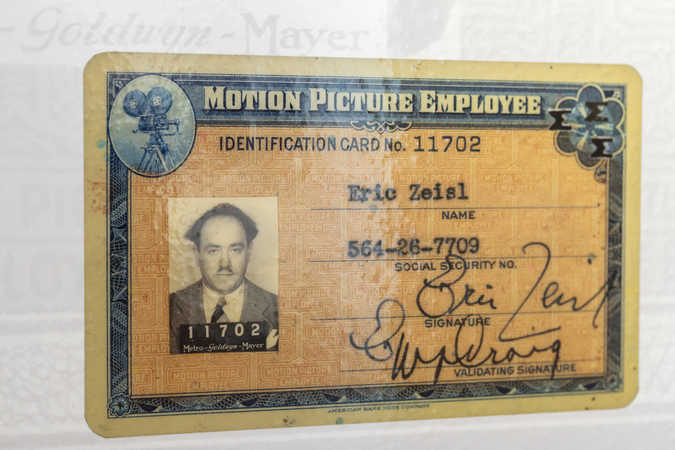 -Goldwyn-Mayer
MOTION PICTURE EMPLOYEE
IDENTIFICATION CARD No. 11702
Eric Zeisl
NAME
564-26-7709
SOCIAL SECURITY NO.
Eric Zeisl
SIGNATURE
VALIDATING SIGNATURE
11702
Metro-Goldwyn-Mayer
AMERICAN BANK NOTE COMPANY